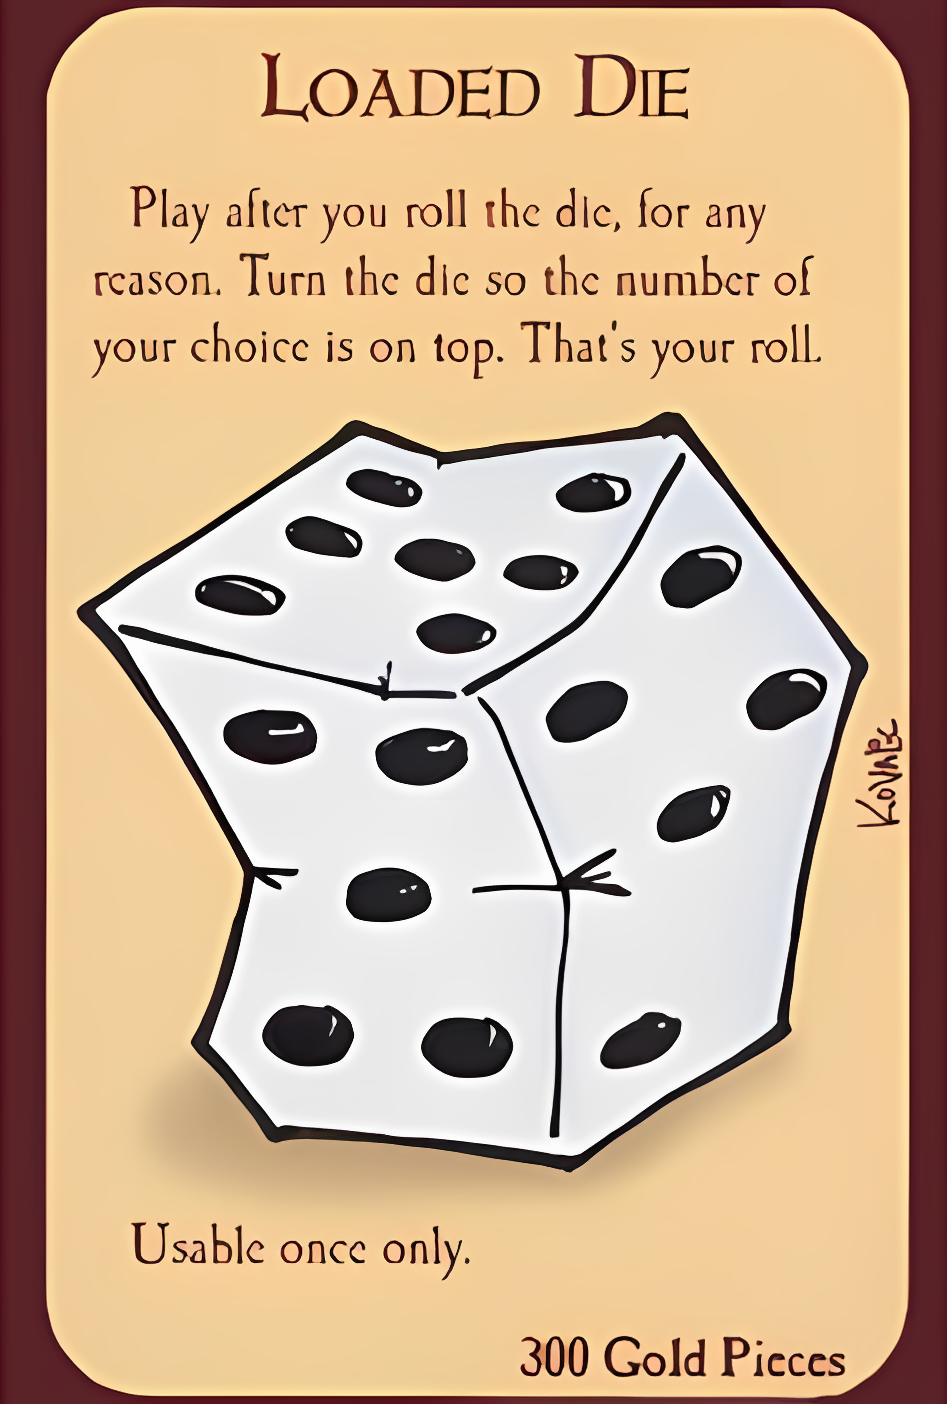 Loaded Die
Play after you roll the die, for any
reason. Turn the die so the number of
your choice is on top. That's your roll.
Kovalic
Usable once only.
300 Gold Pieces